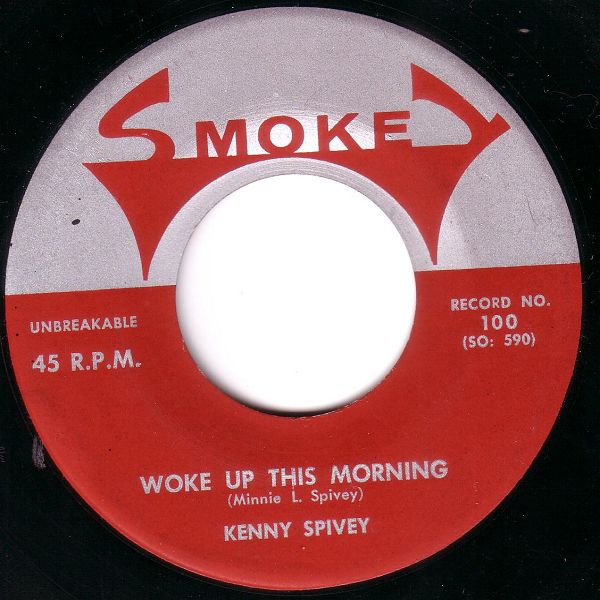 SMOKEY
UNBREAKABLE
45 R.P.M.
RECORD NO.
100
(SO: 590)
WOKE UP THIS MORNING
(Minnie L. Spivey)
KENNY SPIVEY